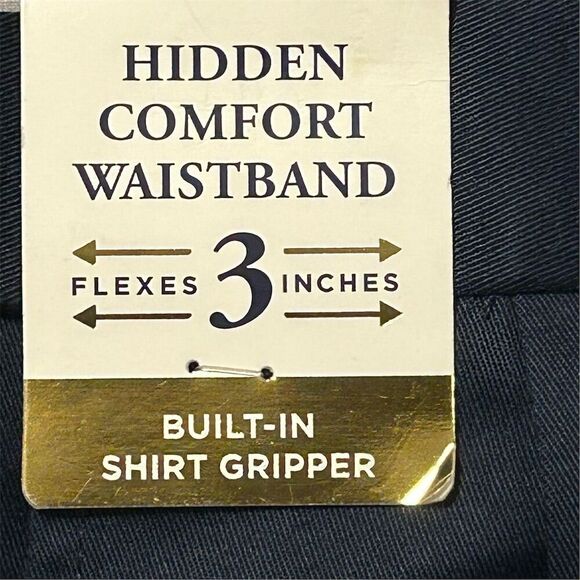 HIDDEN
COMFORT
WAISTBAND
FLEXES 3 INCHES
BUILT-IN
SHIRT GRIPPER